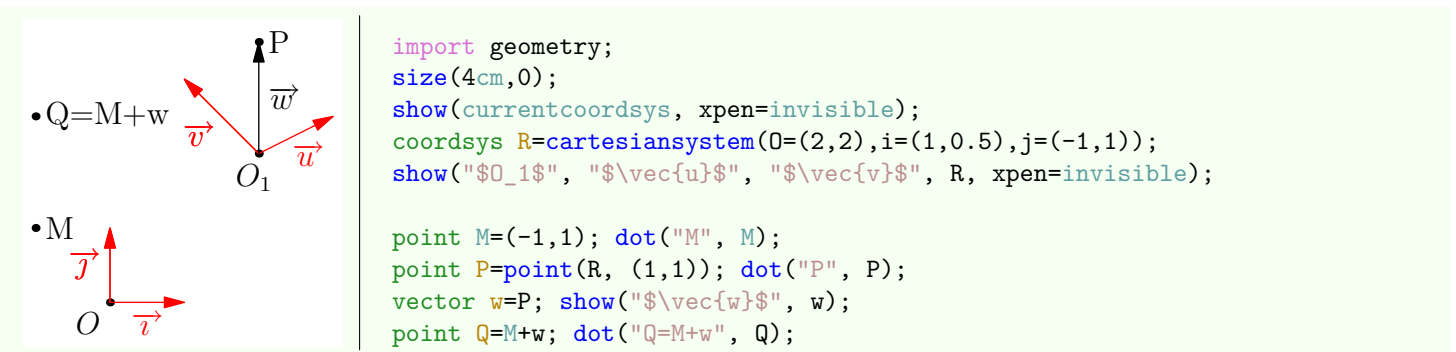 P
w
Q=M+w
v
u
O₁
M
ȷ
O
ı
import geometry;
size(4cm,0);
show(currentcoordsys, xpen=invisible);
coordsys R=cartesiansystem(O=(2,2),i=(1,0.5),j=(-1,1));
show("$O_1$", "$\vec{u}$", "$\vec{v}$", R, xpen=invisible);
point M=(-1,1); dot("M", M);
point P=point(R, (1,1)); dot("P", P);
vector w=P; show("$\vec{w}$", w);
point Q=M+w; dot("Q=M+w", Q);